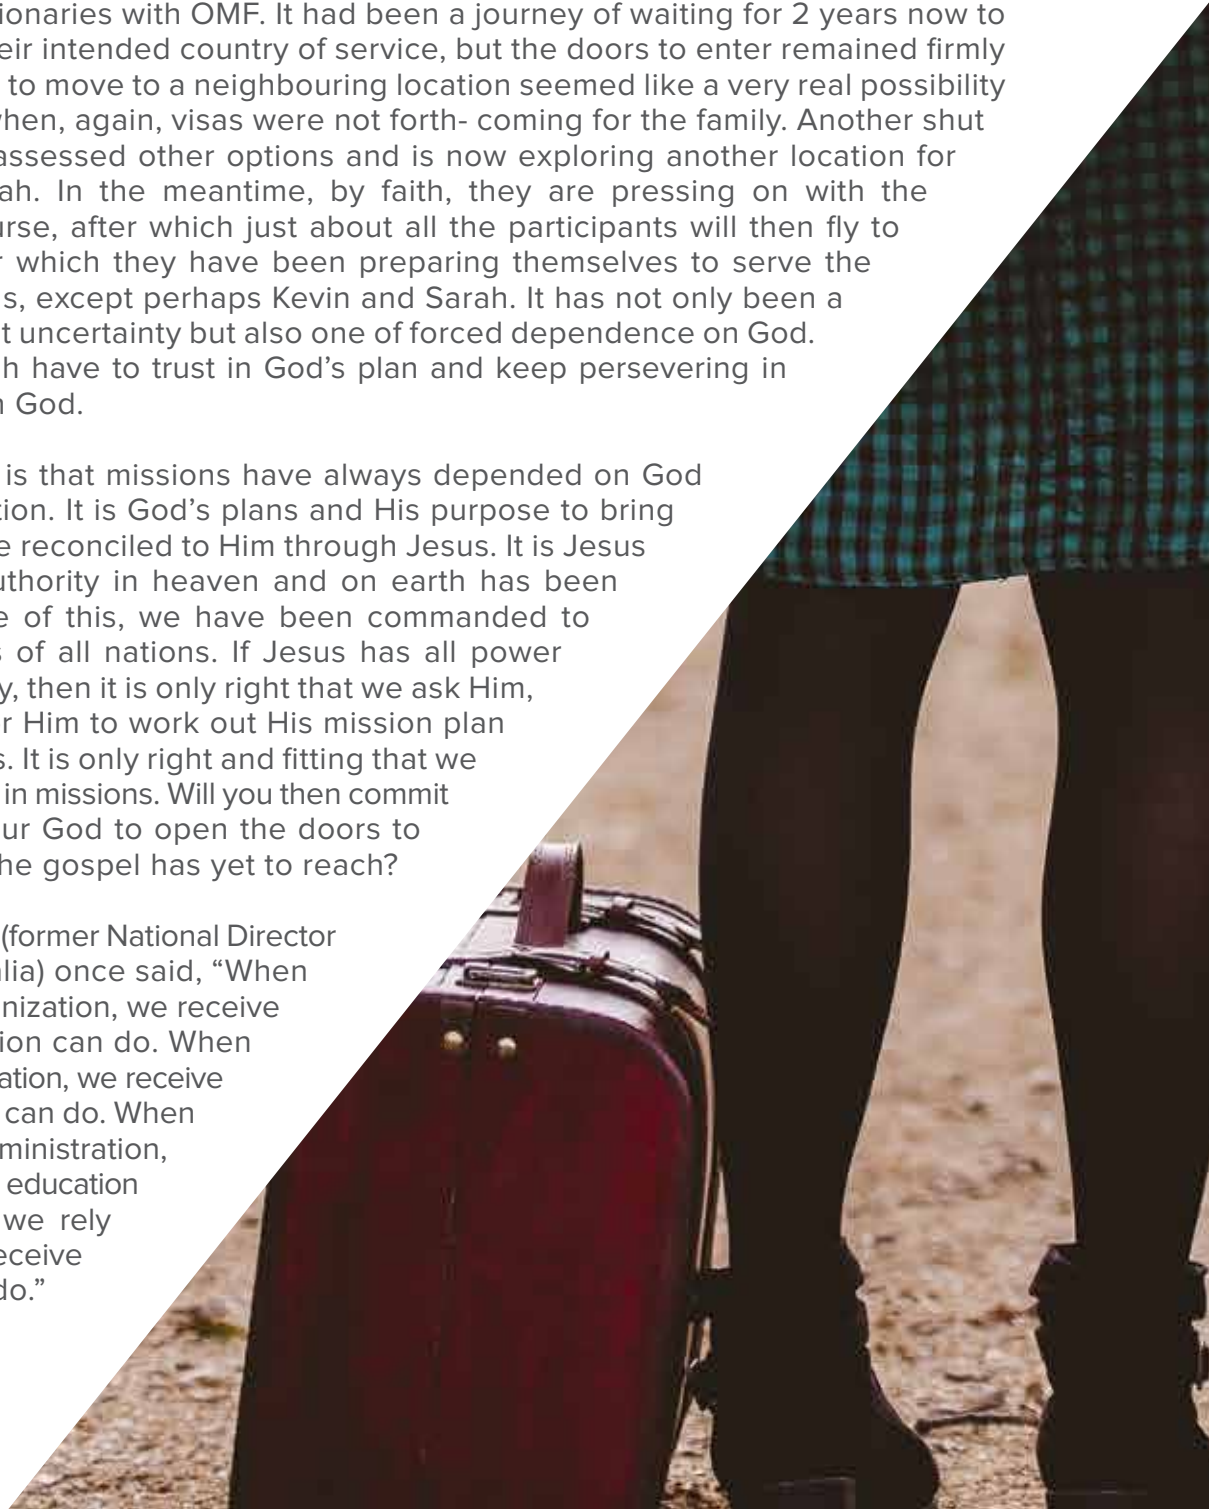 ionaries with OMF. It had been a journey of waiting for 2 years now to
eir intended country of service, but the doors to enter remained firmly
to move to a neighbouring location seemed like a very real possibility
when, again, visas were not forth- coming for the family. Another shut
assessed other options and is now exploring another location for
ah. In the meantime, by faith, they are pressing on with the
urse, after which just about all the participants will then fly to
r which they have been preparing themselves to serve the
s, except perhaps Kevin and Sarah. It has not only been a
t uncertainty but also one of forced dependence on God.
h have to trust in God’s plan and keep persevering in
n God.
is that missions have always depended on God
tion. It is God’s plans and His purpose to bring
e reconciled to Him through Jesus. It is Jesus
uthority in heaven and on earth has been
e of this, we have been commanded to
s of all nations. If Jesus has all power
y, then it is only right that we ask Him,
r Him to work out His mission plan
s. It is only right and fitting that we
in missions. Will you then commit
ur God to open the doors to
he gospel has yet to reach?
(former National Director
alia) once said, “When
nization, we receive
ion can do. When
ation, we receive
can do. When
ministration,
education
we rely
eceive
do.”